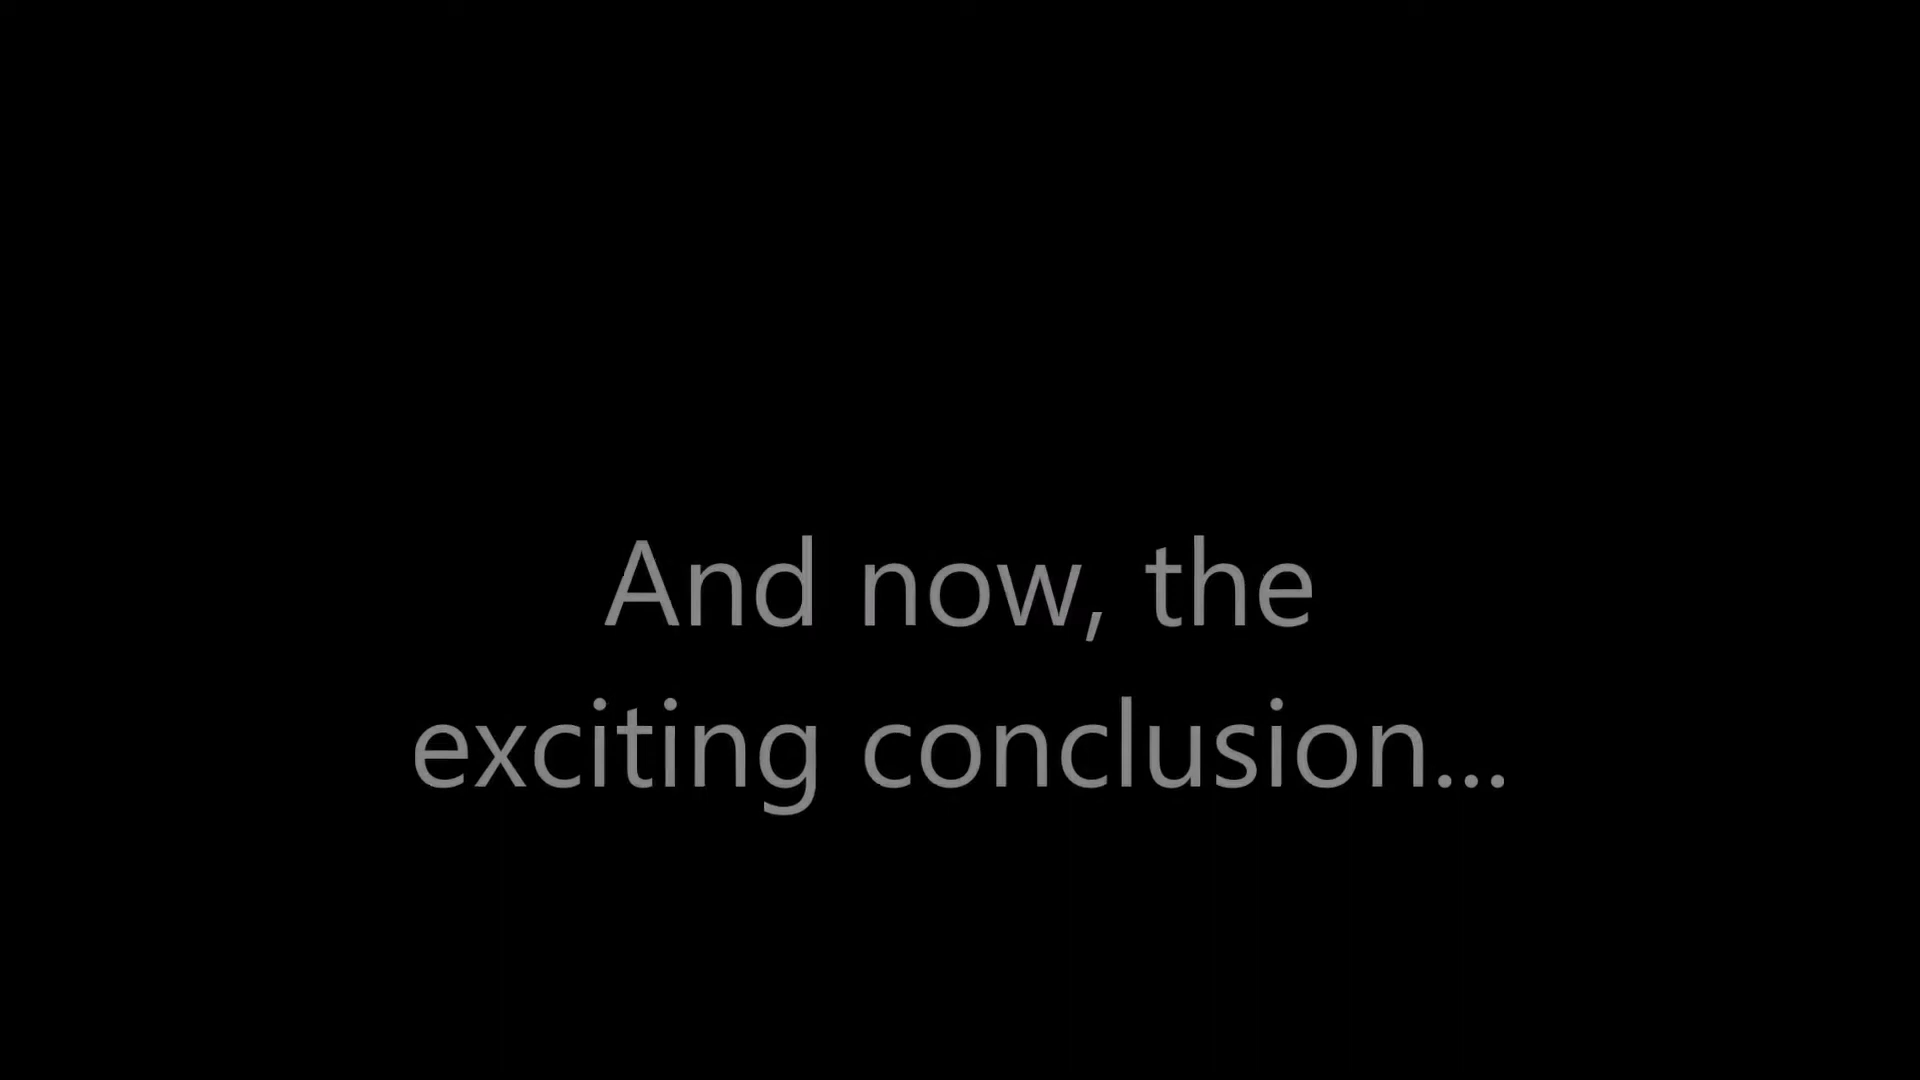 And now, the
exciting conclusion...